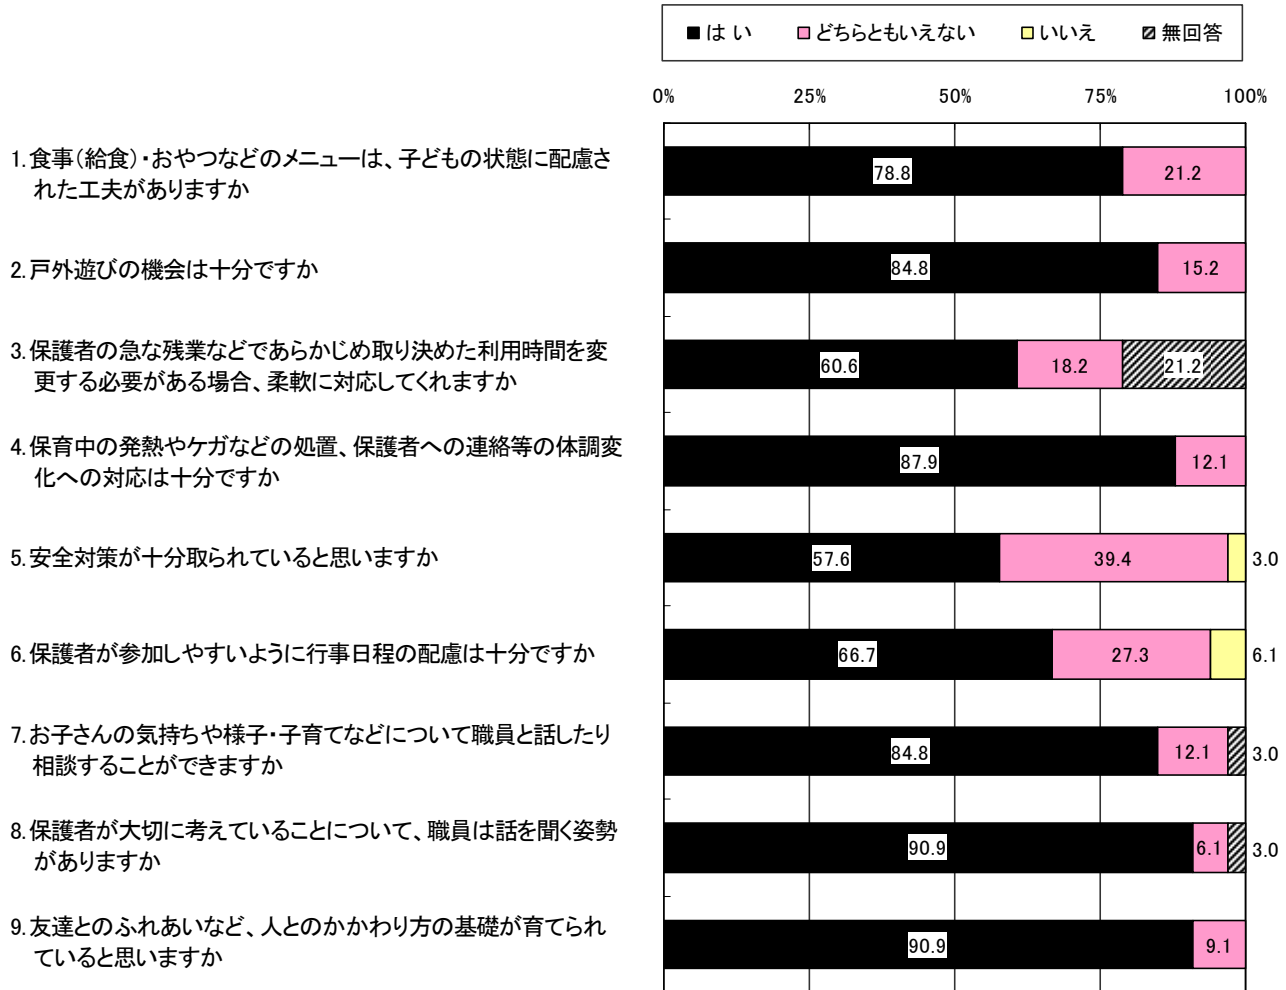 ■は い □どちらともいえない □いいえ ▨無回答
0% 25% 50% 75% 100%
1.食事(給食)・おやつなどのメニューは、子どもの状態に配慮さ
れた工夫がありますか
78.8 21.2
2.戸外遊びの機会は十分ですか
84.8 15.2
3.保護者の急な残業などであらかじめ取り決めた利用時間を変
更する必要がある場合、柔軟に対応してくれますか
60.6 18.2 21.2
4.保育中の発熱やケガなどの処置、保護者への連絡等の体調変
化への対応は十分ですか
87.9 12.1
5.安全対策が十分取られていると思いますか
57.6 39.4 3.0
6.保護者が参加しやすいように行事日程の配慮は十分ですか
66.7 27.3 6.1
7.お子さんの気持ちや様子・子育てなどについて職員と話したり
相談することができますか
84.8 12.1 3.0
8.保護者が大切に考えていることについて、職員は話を聞く姿勢
がありますか
90.9 6.1 3.0
9.友達とのふれあいなど、人とのかかわり方の基礎が育てられ
ていると思いますか
90.9 9.1